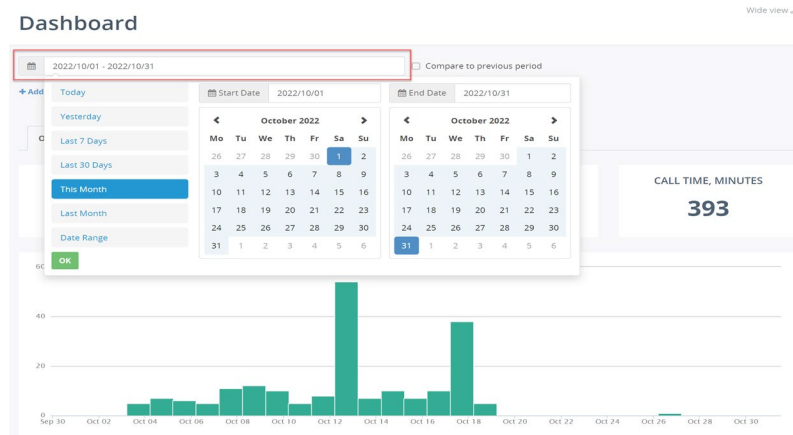 Wide view
Dashboard
2022/10/01 - 2022/10/31
Compare to previous period
+ Add
Today
Yesterday
Last 7 Days
Last 30 Days
This Month
Last Month
Date Range
OK
Start Date 2022/10/01
October 2022
Mo Tu We Th Fr Sa Su
26 27 28 29 30 1 2
3 4 5 6 7 8 9
10 11 12 13 14 15 16
17 18 19 20 21 22 23
24 25 26 27 28 29 30
31 1 2 3 4 5 6
End Date 2022/10/31
October 2022
Mo Tu We Th Fr Sa Su
26 27 28 29 30 1 2
3 4 5 6 7 8 9
10 11 12 13 14 15 16
17 18 19 20 21 22 23
24 25 26 27 28 29 30
31 1 2 3 4 5 6
CALL TIME, MINUTES
393
60
40
20
0
Sep 30 Oct 02 Oct 04 Oct 06 Oct 08 Oct 10 Oct 12 Oct 14 Oct 16 Oct 18 Oct 20 Oct 22 Oct 24 Oct 26 Oct 28 Oct 30